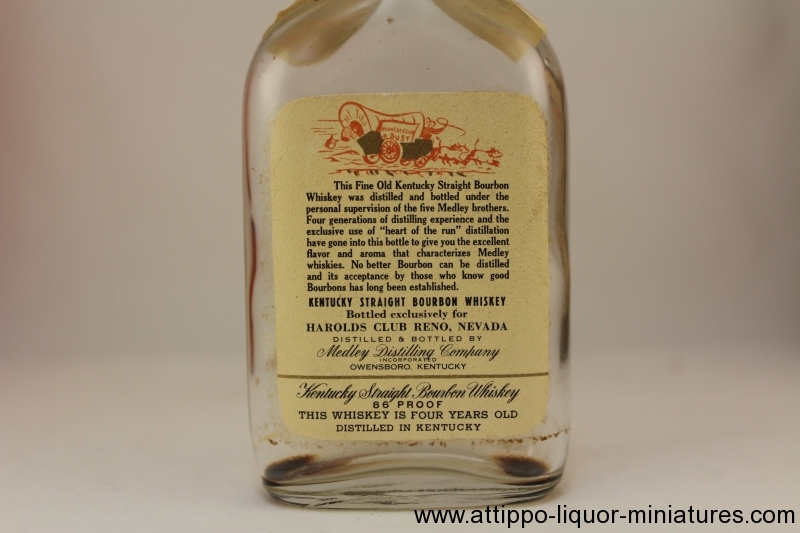 HAROLDS CLUB
OR BUST
This Fine Old Kentucky Straight Bourbon
Whiskey was distilled and bottled under the
personal supervision of the five Medley brothers.
Four generations of distilling experience and the
exclusive use of "heart of the run" distillation
have gone into this bottle to give you the excellent
flavor and aroma that characterizes Medley
whiskies. No better Bourbon can be distilled
and its acceptance by those who know good
Bourbons has long been established.
KENTUCKY STRAIGHT BOURBON WHISKEY
Bottled exclusively for
HAROLDS CLUB RENO, NEVADA
DISTILLED & BOTTLED BY
Medley Distilling Company
INCORPORATED
OWENSBORO, KENTUCKY
Kentucky Straight Bourbon Whiskey
86 PROOF
THIS WHISKEY IS FOUR YEARS OLD
DISTILLED IN KENTUCKY
www.attippo-liquor-miniatures.com